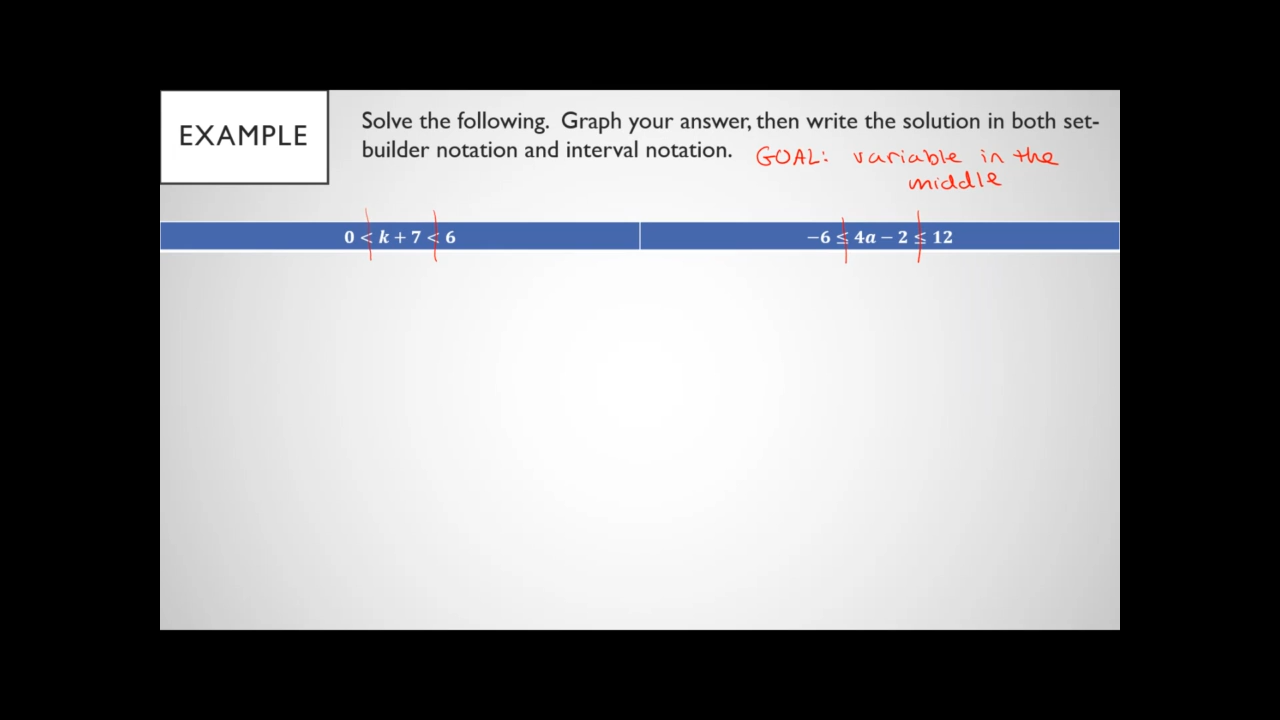 EXAMPLE
Solve the following. Graph your answer, then write the solution in both set-
builder notation and interval notation.
GOAL: variable in the
middle
0 < k + 7 < 6
−6 ≤ 4a − 2 ≤ 12